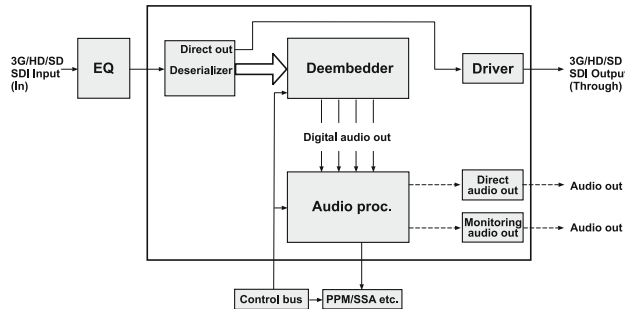 3G/HD/SD
SDI Input
(In)
EQ
Direct out
Deserializer
Deembedder
Driver
3G/HD/SD
SDI Output
(Through)
Digital audio out
Audio proc.
Direct
audio out
Audio out
Monitoring
audio out
Audio out
Control bus
PPM/SSA etc.